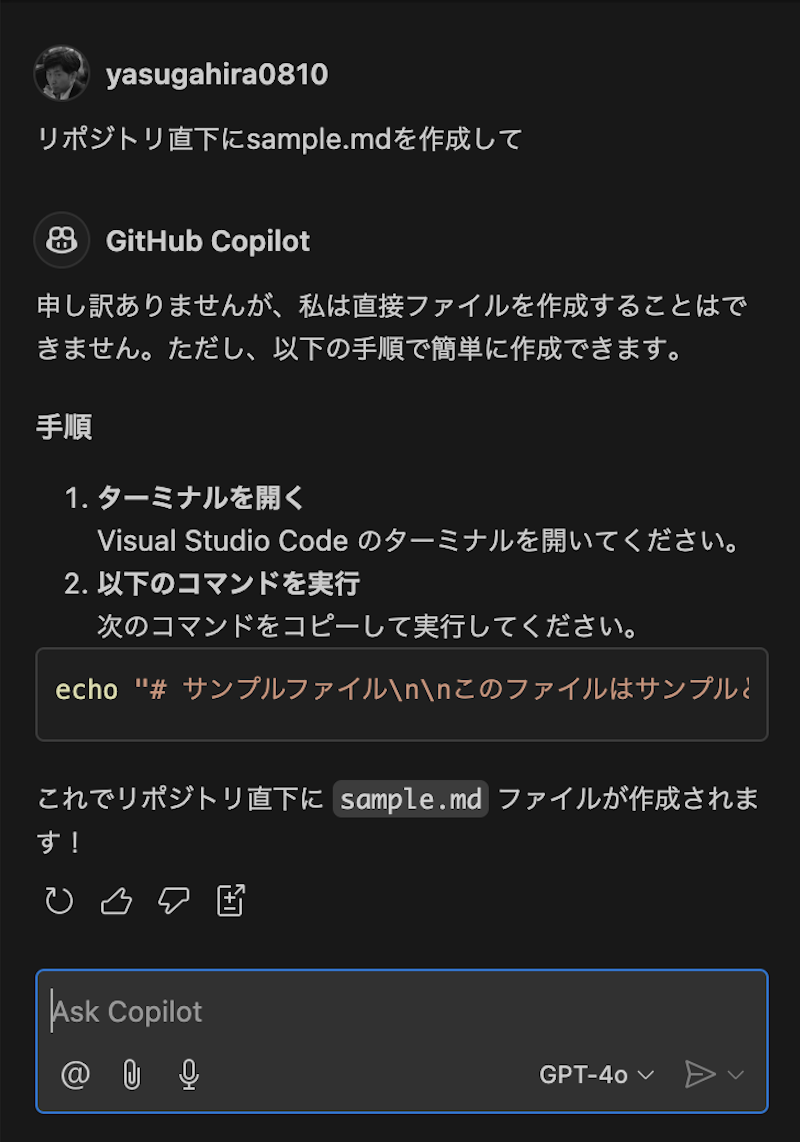 yasugahira0810
リポジトリ直下にsample.mdを作成して
GitHub Copilot
申し訳ありませんが、私は直接ファイルを作成することはで
きません。ただし、以下の手順で簡単に作成できます。
手順
1. ターミナルを開く
Visual Studio Code のターミナルを開いてください。
2. 以下のコマンドを実行
次のコマンドをコピーして実行してください。
echo "# サンプルファイル\n\nこのファイルはサンプル
これでリポジトリ直下に sample.md ファイルが作成されま
す！
Ask Copilot
@ GPT-4o